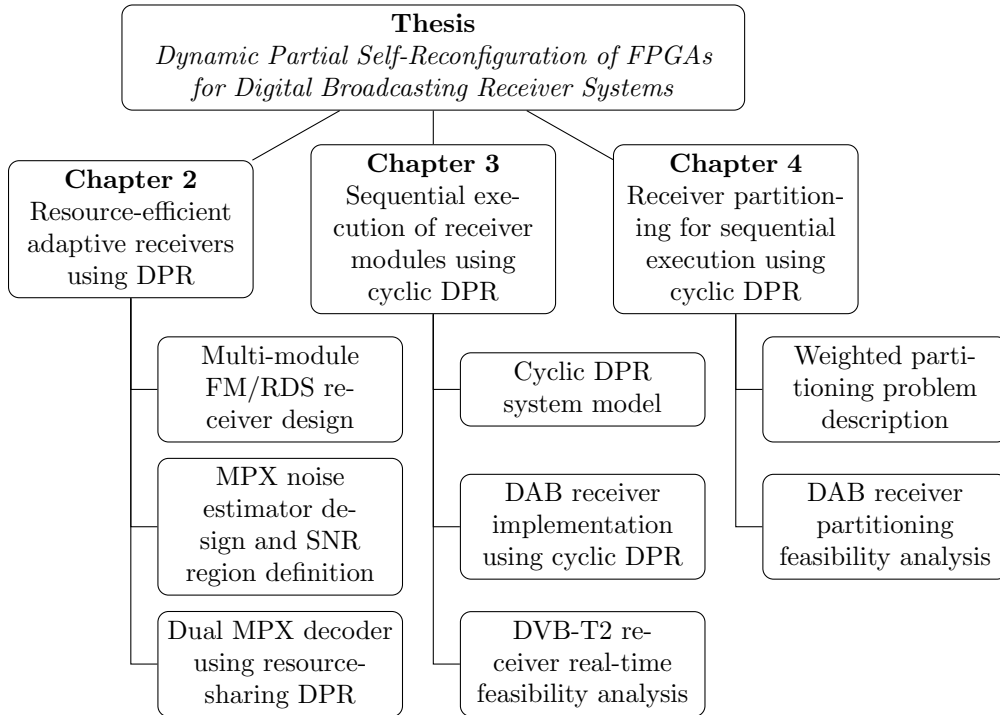 Thesis
Dynamic Partial Self-Reconfiguration of FPGAs
for Digital Broadcasting Receiver Systems
Chapter 2
Resource-efficient
adaptive receivers
using DPR
Chapter 3
Sequential exe-
cution of receiver
modules using
cyclic DPR
Chapter 4
Receiver partition-
ing for sequential
execution using
cyclic DPR
Multi-module
FM/RDS re-
ceiver design
MPX noise
estimator de-
sign and SNR
region definition
Dual MPX decoder
using resource-
sharing DPR
Cyclic DPR
system model
DAB receiver
implementation
using cyclic DPR
DVB-T2 re-
ceiver real-time
feasibility analysis
Weighted parti-
tioning problem
description
DAB receiver
partitioning
feasibility analysis